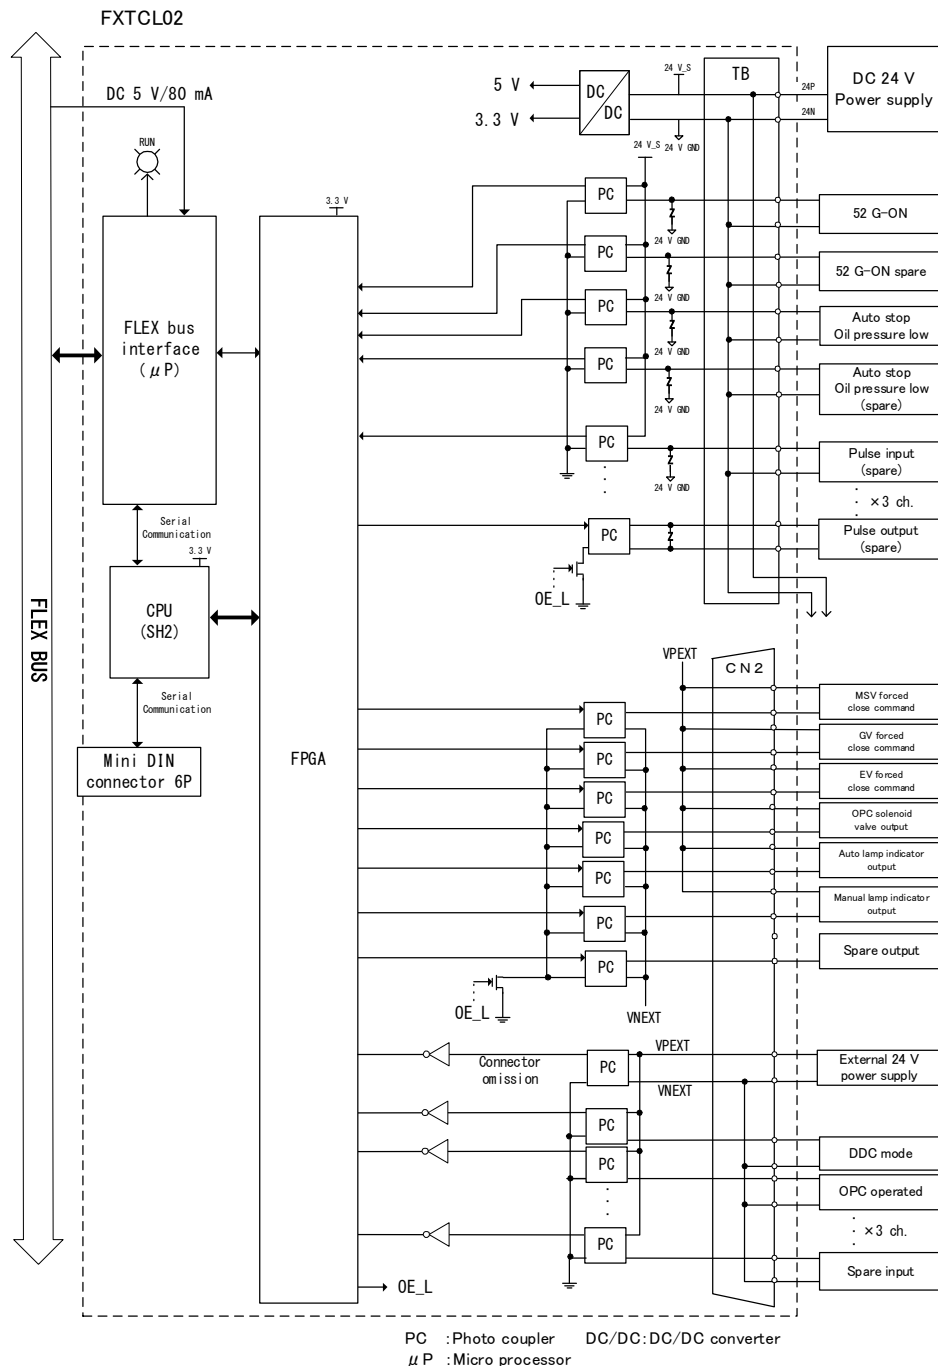 FXTCL02
DC 5 V/80 mA
RUN
FLEX bus
interface
(μP)
Serial
Communication
3.3 V
CPU
(SH2)
Serial
Communication
Mini DIN
connector 6P
FLEX BUS
3.3 V
FPGA
5 V
3.3 V
DC
DC
24 V_S
24 V GND
24 V_S
TB
24P
24N
DC 24 V
Power supply
PC
24 V GND
52 G-ON
PC
24 V GND
52 G-ON spare
PC
24 V GND
Auto stop
Oil pressure low
PC
24 V GND
Auto stop
Oil pressure low
(spare)
PC
24 V GND
Pulse input
(spare)
×3 ch.
PC
OE_L
Pulse output
(spare)
VPEXT
CN2
PC
MSV forced
close command
PC
GV forced
close command
PC
EV forced
close command
PC
OPC solenoid
valve output
PC
Auto lamp indicator
output
PC
Manual lamp indicator
output
PC
Spare output
OE_L
VNEXT
Connector
omission
PC
VPEXT
VNEXT
External 24 V
power supply
PC
DDC mode
PC
OPC operated
×3 ch.
PC
Spare input
OE_L
PC :Photo coupler DC/DC:DC/DC converter
μP :Micro processor